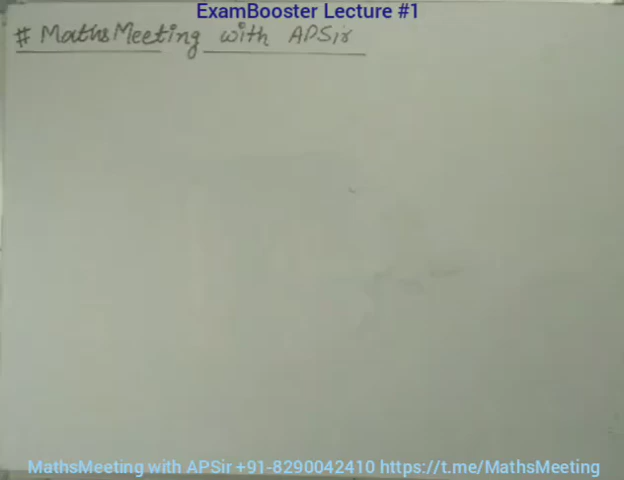 ExamBooster Lecture #1
# MathsMeeting with APSir
MathsMeeting with APSir +91-8290042410 https://t.me/MathsMeeting